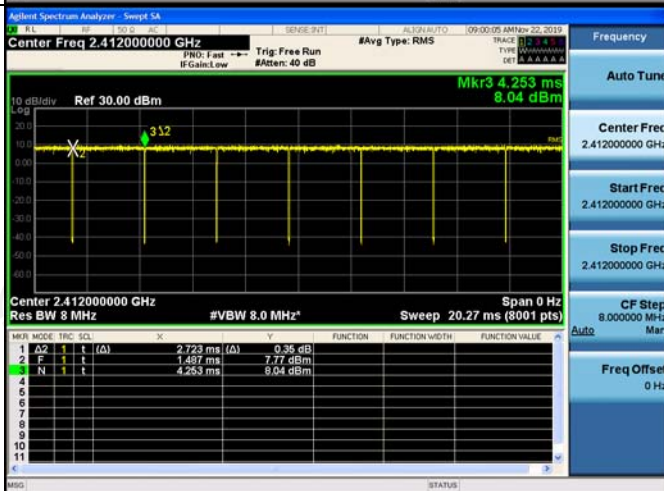 Agilent Spectrum Analyzer - Swept SA
RL RF 50 Ω AC SENSE:INT ALIGN AUTO 09:00:05 AM Nov 22, 2019
Center Freq 2.412000000 GHz
PNO: Fast
IFGain:Low
Trig: Free Run
#Atten: 40 dB
#Avg Type: RMS
TRACE 1 2 3 4 5 6
TYPE
DET A A A A A A
Mkr3 4.253 ms
8.04 dBm
10 dB/div Ref 30.00 dBm
Log
20.0
10.0
0.00
-10.0
-20.0
-30.0
-40.0
-50.0
-60.0
2
3Δ2
RMS
Center 2.412000000 GHz Span 0 Hz
Res BW 8 MHz #VBW 8.0 MHz* Sweep 20.27 ms (8001 pts)
MKR MODE TRC SCL X Y FUNCTION FUNCTION WIDTH FUNCTION VALUE
1 Δ2 1 t (Δ) 2.723 ms (Δ) 0.35 dB
2 F 1 t 1.487 ms 7.77 dBm
3 N 1 t 4.253 ms 8.04 dBm
4
5
6
7
8
9
10
11
MSG STATUS
Frequency
Auto Tune
Center Freq
2.412000000 GHz
Start Freq
2.412000000 GHz
Stop Freq
2.412000000 GHz
CF Step
8.000000 MHz
Auto Man
Freq Offset
0 Hz